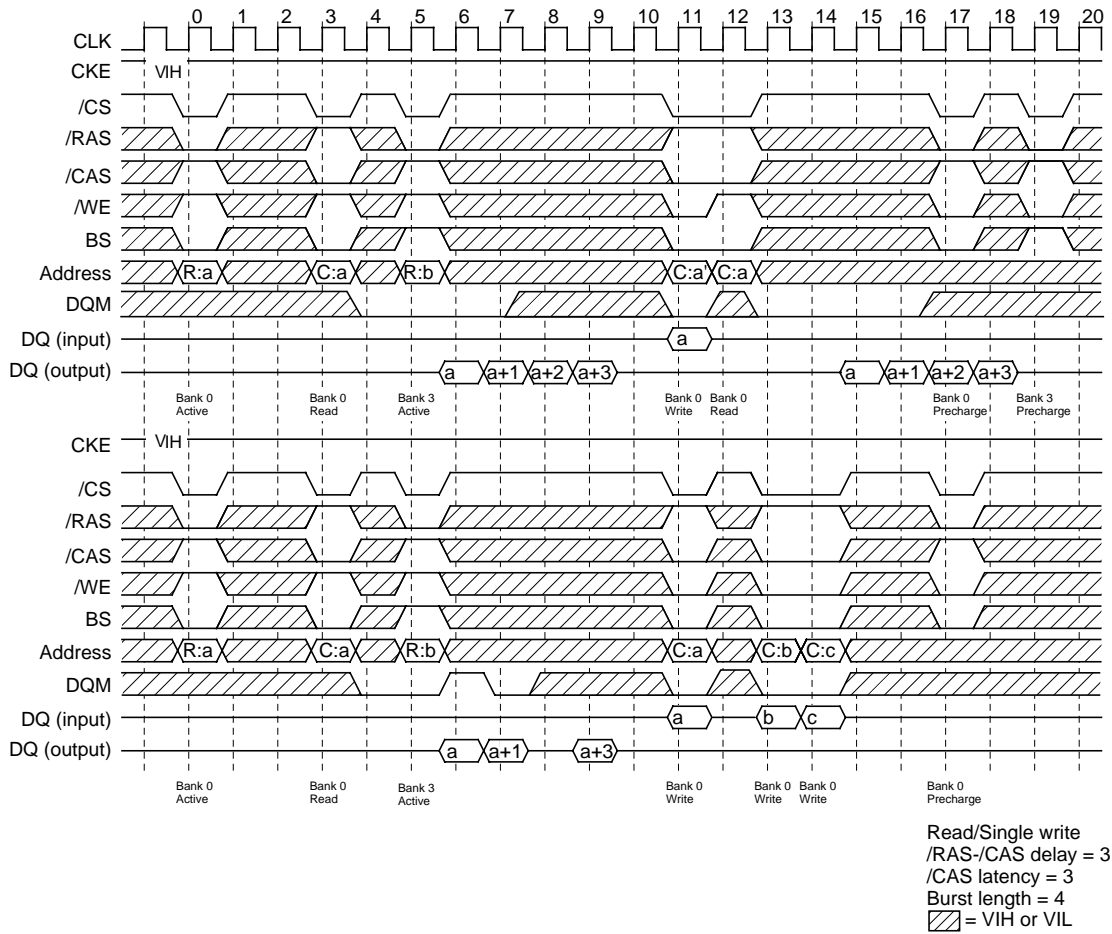 0 1 2 3 4 5 6 7 8 9 10 11 12 13 14 15 16 17 18 19 20
CLK
CKE VIH
/CS
/RAS
/CAS
/WE
BS
Address R:a C:a R:b C:a' C:a
DQM
DQ (input) a
DQ (output) a a+1 a+2 a+3 a a+1 a+2 a+3
Bank 0 Bank 0 Bank 3 Bank 0 Bank 0 Bank 0 Bank 3
Active Read Active Write Read Precharge Precharge
CKE VIH
/CS
/RAS
/CAS
/WE
BS
Address R:a C:a R:b C:a C:b C:c
DQM
DQ (input) a b c
DQ (output) a a+1 a+3
Bank 0 Bank 0 Bank 3 Bank 0 Bank 0 Bank 0 Bank 0
Active Read Active Write Write Write Precharge
Read/Single write
/RAS-/CAS delay = 3
/CAS latency = 3
Burst length = 4
= VIH or VIL